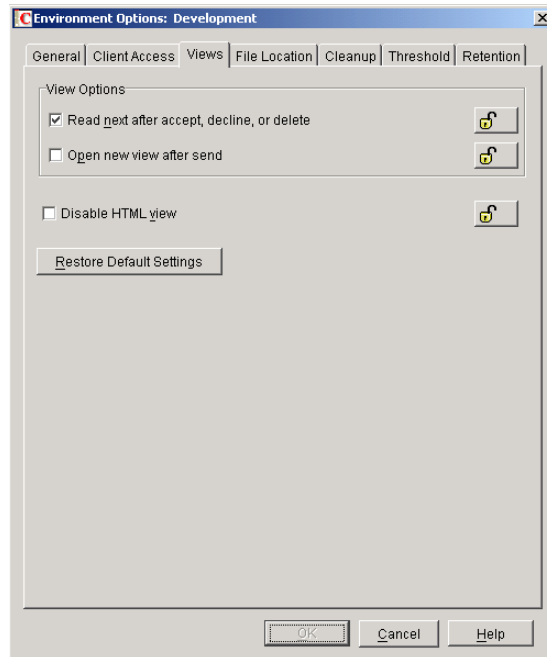 Environment Options: Development
General Client Access Views File Location Cleanup Threshold Retention
View Options
Read next after accept, decline, or delete
Open new view after send
Disable HTML view
Restore Default Settings
OK Cancel Help